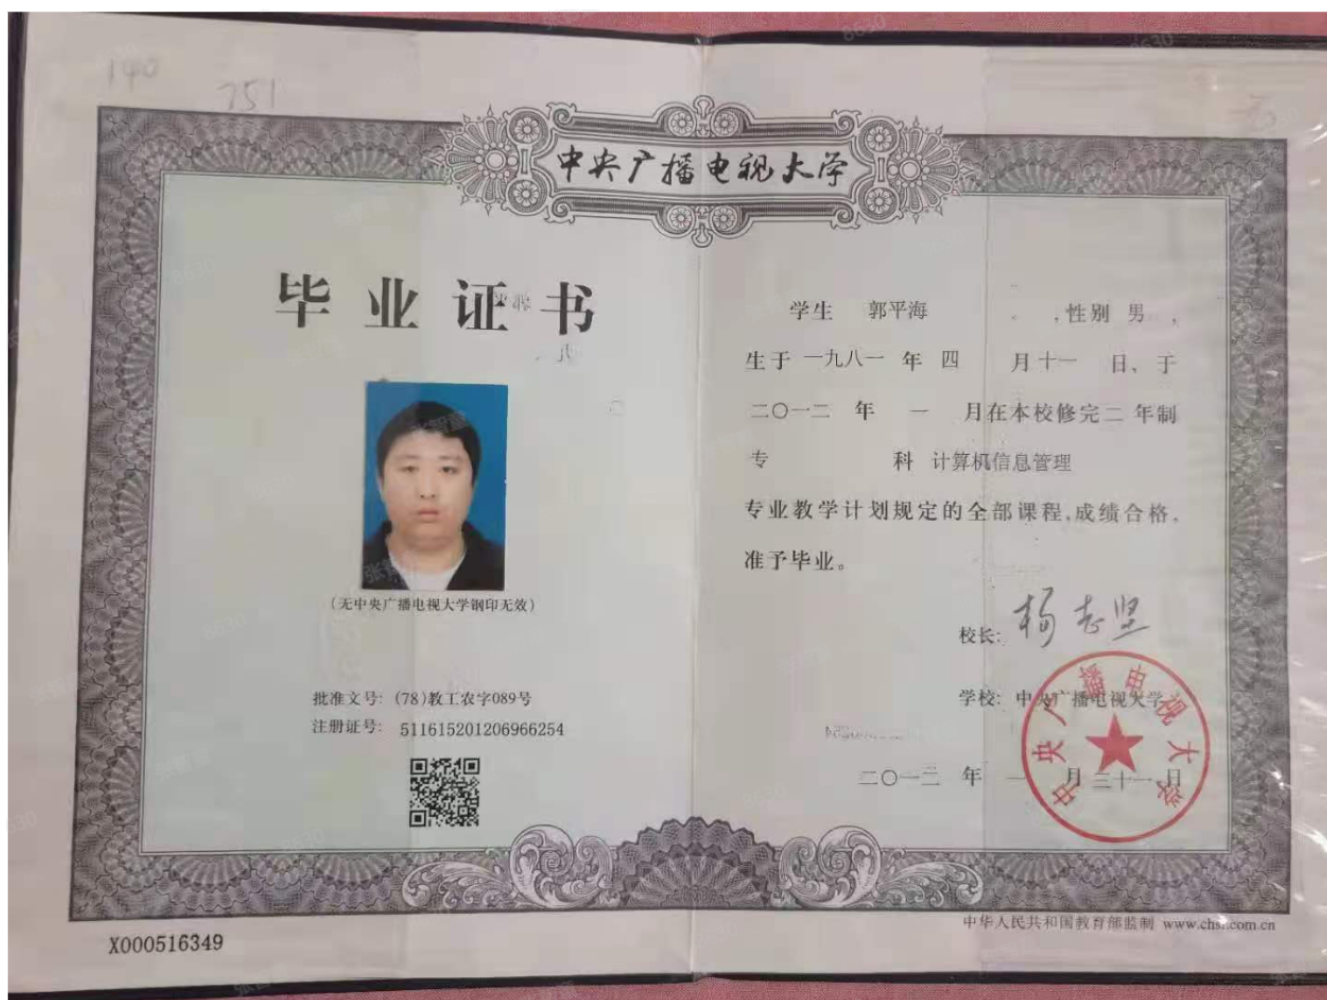 140
751
中央广播电视大学
毕业证书
(无中央广播电视大学钢印无效)
批准文号: (78)教工农字089号
注册证号: 511615201206966254
X000516349
学生 郭平海 ,性别 男 ,
生于 一九八一 年 四 月 十一 日、于
二〇一二 年 一 月在本校修完二 年制
专 科 计算机信息管理
专业教学计划规定的全部课程,成绩合格,
准予毕业。
校长: 杨志坚
学校: 中央广播电视大学
二〇一二 年 一 月 三十一 日
中央广播电视大学
中华人民共和国教育部监制 www.chsi.com.cn